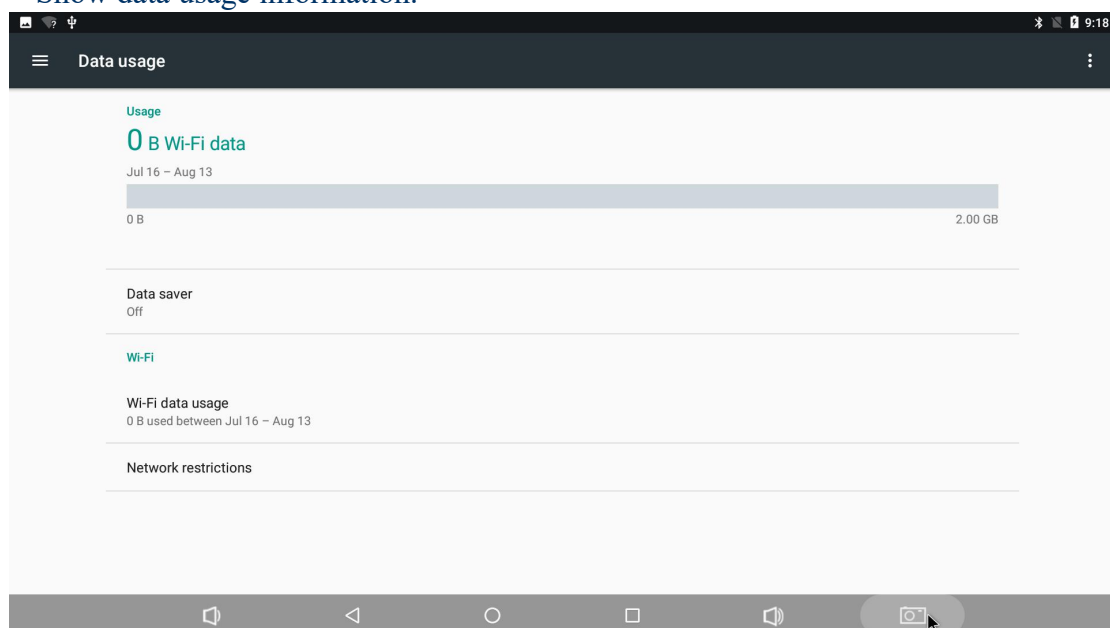 Show data usage information.
9:18
Data usage
Usage
0 B Wi-Fi data
Jul 16 – Aug 13
0 B 2.00 GB
Data saver
Off
Wi-Fi
Wi-Fi data usage
0 B used between Jul 16 – Aug 13
Network restrictions